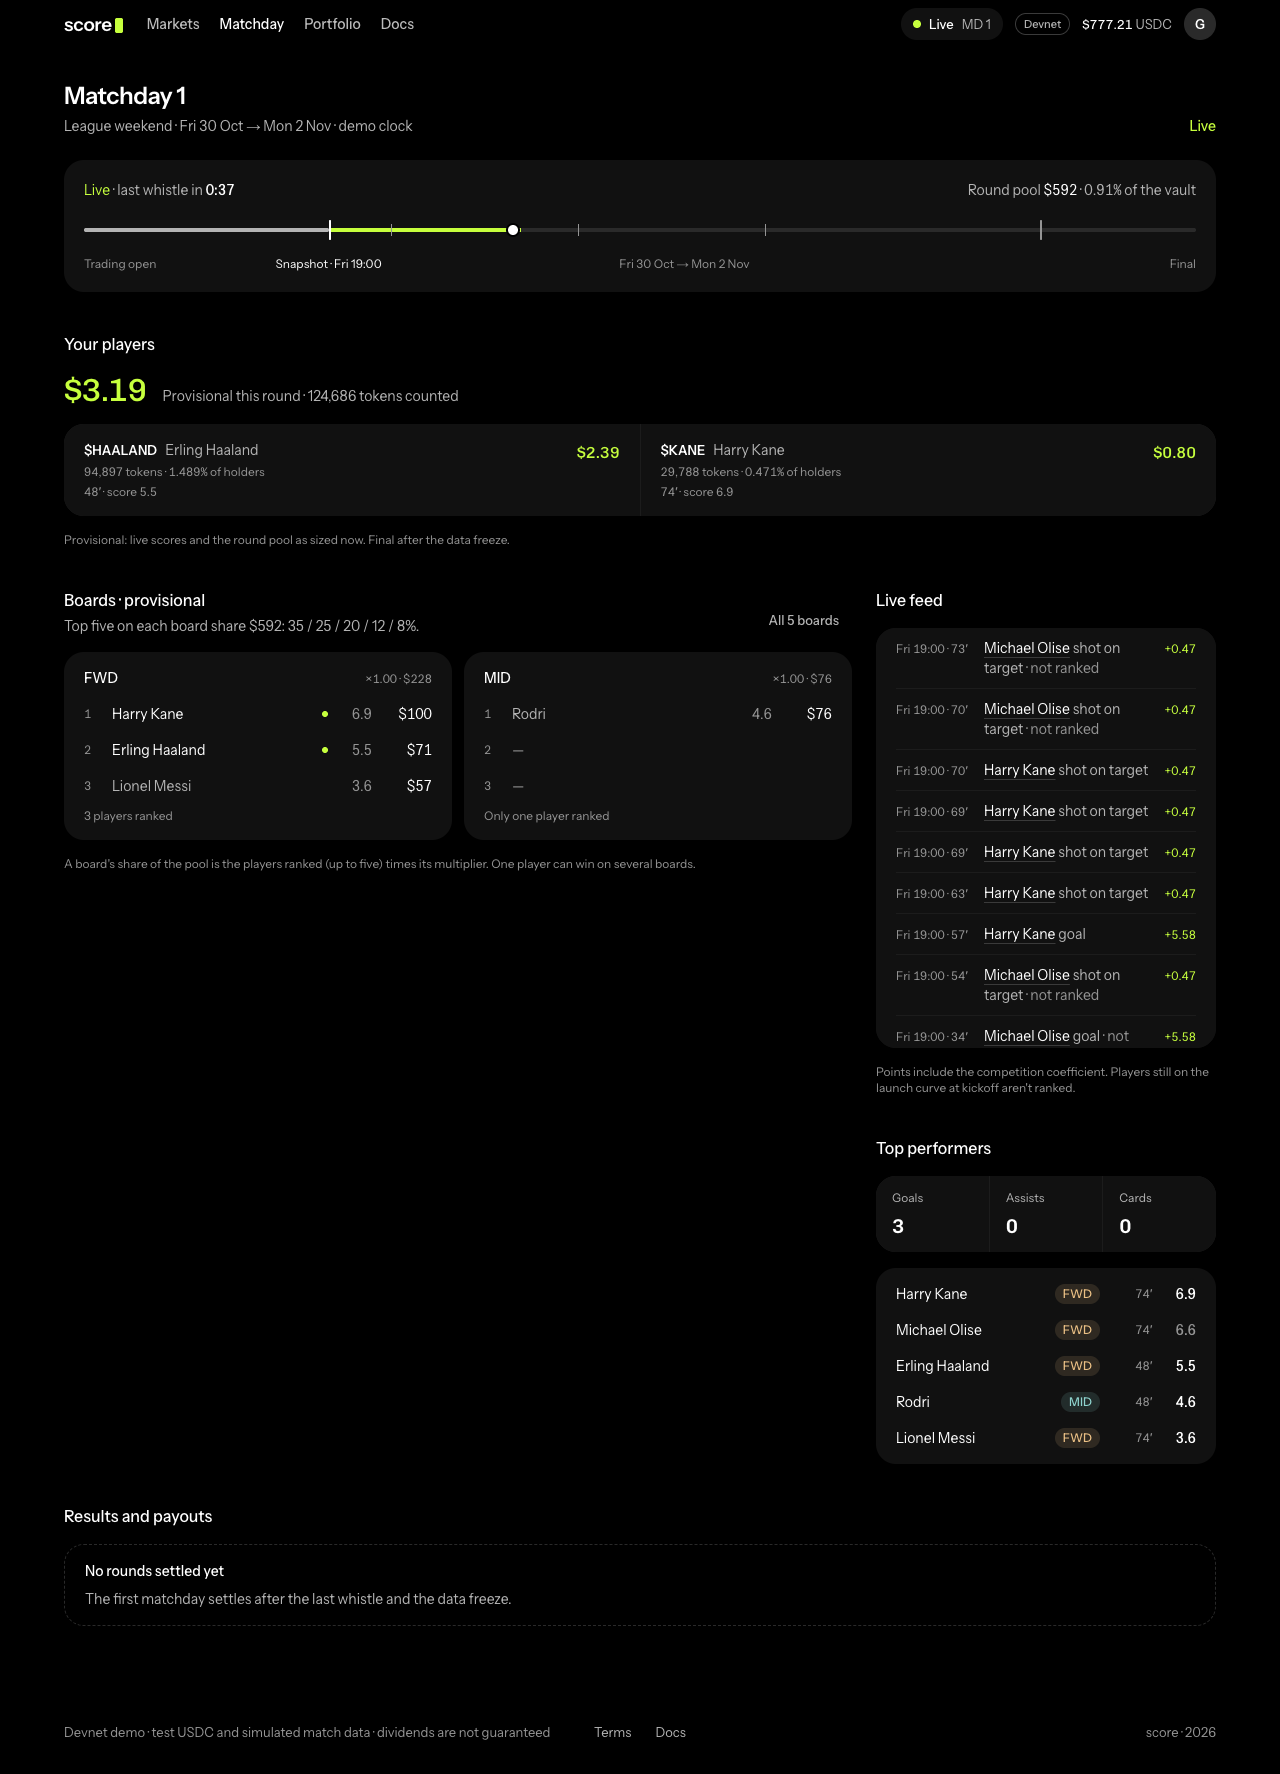 score
Markets
Matchday
Portfolio
Docs
Live MD 1
Devnet
$777.21 USDC
G
Matchday 1
League weekend · Fri 30 Oct → Mon 2 Nov · demo clock
Live
Live · last whistle in 0:37
Round pool $592 · 0.91% of the vault
Trading open
Snapshot · Fri 19:00
Fri 30 Oct → Mon 2 Nov
Final
Your players
$3.19 Provisional this round · 124,686 tokens counted
$HAALAND Erling Haaland
$2.39
94,897 tokens · 1.489% of holders
48′ · score 5.5
$KANE Harry Kane
$0.80
29,788 tokens · 0.471% of holders
74′ · score 6.9
Provisional: live scores and the round pool as sized now. Final after the data freeze.
Boards · provisional
Top five on each board share $592: 35 / 25 / 20 / 12 / 8%.
All 5 boards
FWD ×1.00 · $228
1 Harry Kane 6.9 $100
2 Erling Haaland 5.5 $71
3 Lionel Messi 3.6 $57
3 players ranked
MID ×1.00 · $76
1 Rodri 4.6 $76
2 —
3 —
Only one player ranked
A board's share of the pool is the players ranked (up to five) times its multiplier. One player can win on several boards.
Live feed
Fri 19:00 · 73′ Michael Olise shot on +0.47
target · not ranked
Fri 19:00 · 70′ Michael Olise shot on +0.47
target · not ranked
Fri 19:00 · 70′ Harry Kane shot on target +0.47
Fri 19:00 · 69′ Harry Kane shot on target +0.47
Fri 19:00 · 69′ Harry Kane shot on target +0.47
Fri 19:00 · 63′ Harry Kane shot on target +0.47
Fri 19:00 · 57′ Harry Kane goal +5.58
Fri 19:00 · 54′ Michael Olise shot on +0.47
target · not ranked
Fri 19:00 · 34′ Michael Olise goal · not +5.58
Points include the competition coefficient. Players still on the
launch curve at kickoff aren't ranked.
Top performers
Goals
3
Assists
0
Cards
0
Harry Kane FWD 74′ 6.9
Michael Olise FWD 74′ 6.6
Erling Haaland FWD 48′ 5.5
Rodri MID 48′ 4.6
Lionel Messi FWD 74′ 3.6
Results and payouts
No rounds settled yet
The first matchday settles after the last whistle and the data freeze.
Devnet demo · test USDC and simulated match data · dividends are not guaranteed
Terms
Docs
score · 2026